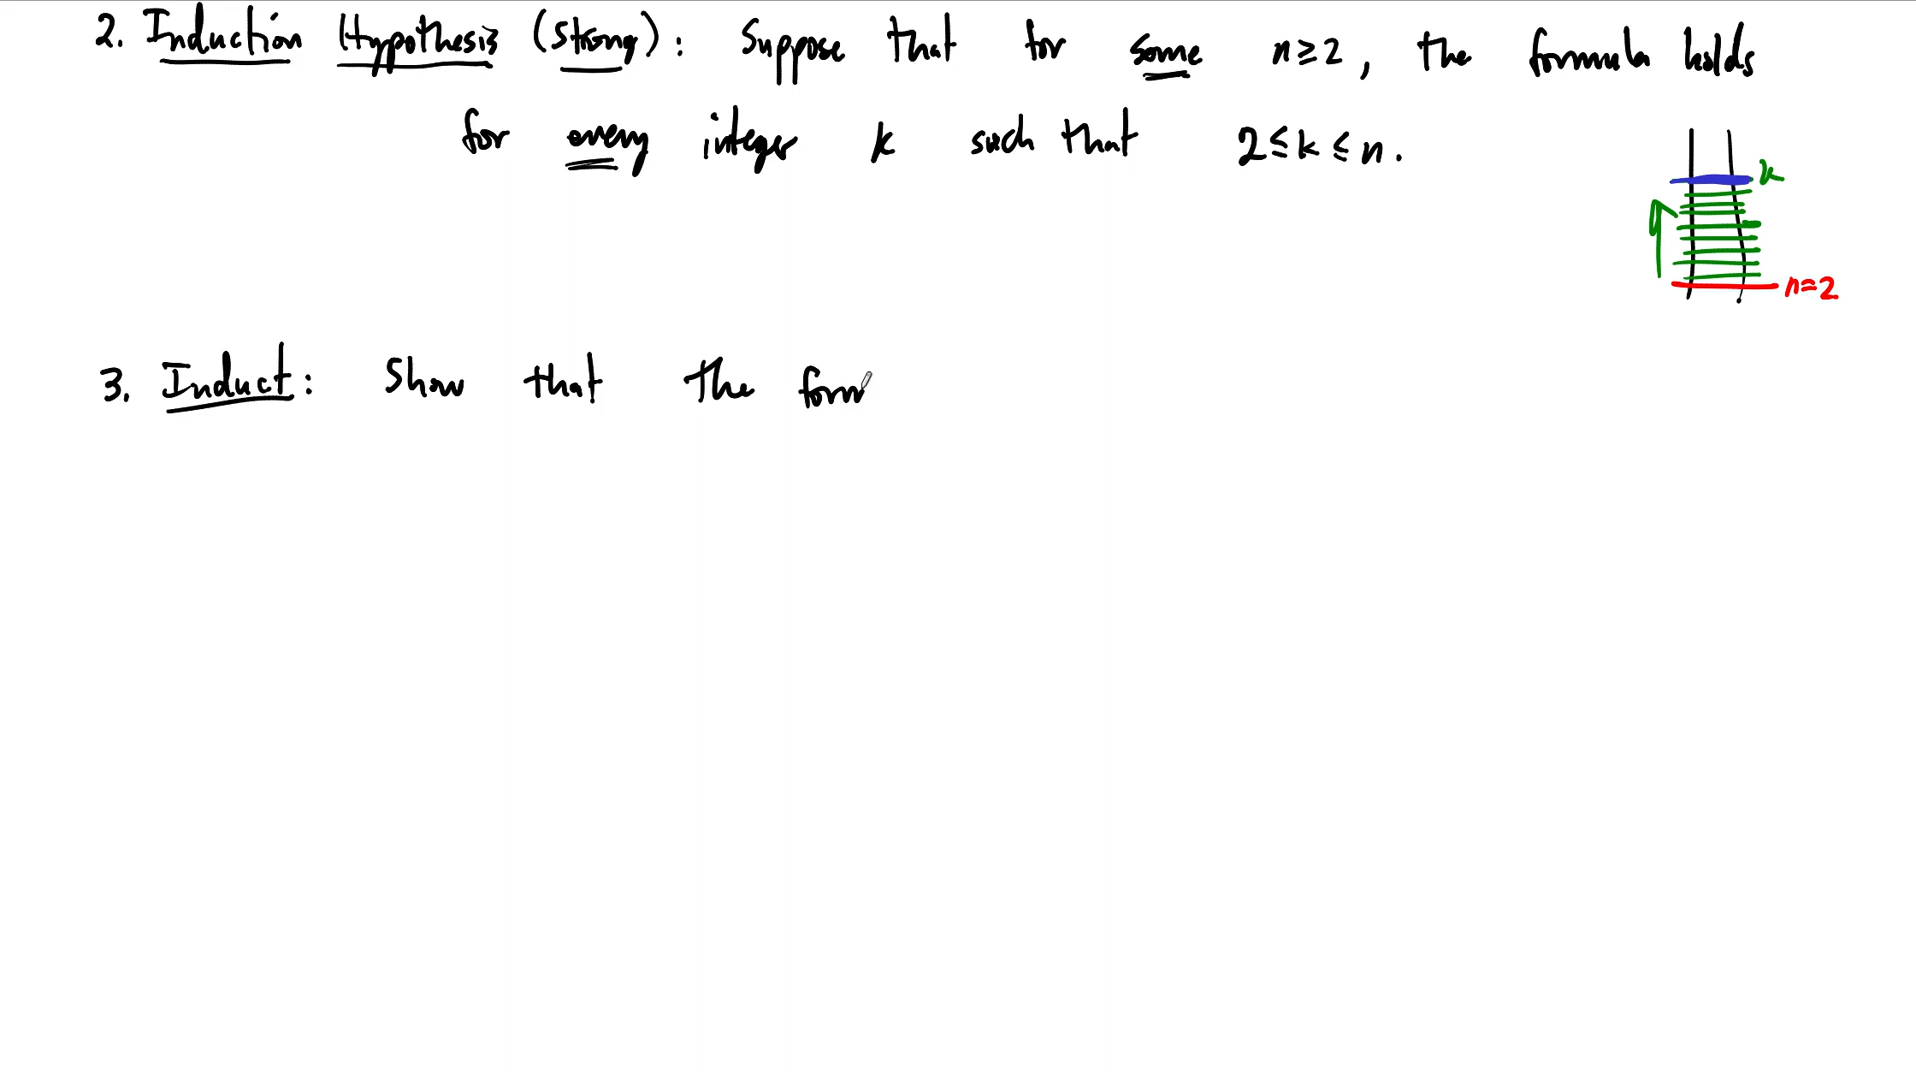 2. Induction Hypothesis (Strong): Suppose that for some n≥2, the formula holds
for every integer k such that 2≤k≤n.
k
n=2
3. Induct: Show that the form